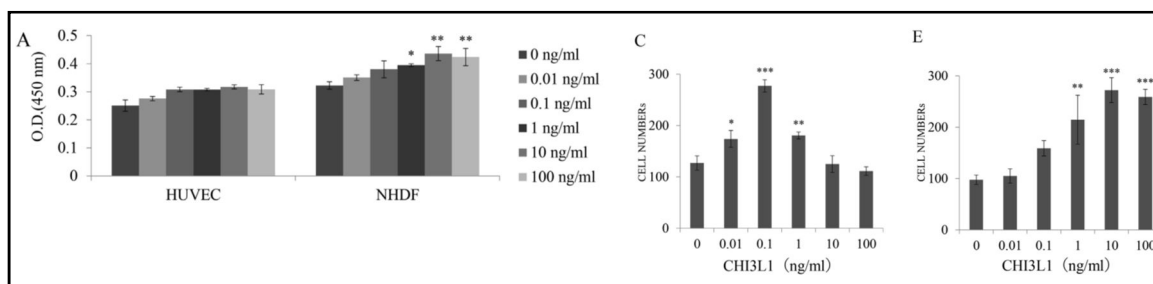 A
O.D.(450 nm)
0.5
0.4
0.3
0.2
0.1
0
*
**
**
HUVEC
NHDF
0 ng/ml
0.01 ng/ml
0.1 ng/ml
1 ng/ml
10 ng/ml
100 ng/ml
C
CELL NUMBERs
300
200
100
0
*
***
**
0 0.01 0.1 1 10 100
CHI3L1 (ng/ml)
E
CELL NUMBERs
300
200
100
0
**
***
***
0 0.01 0.1 1 10 100
CHI3L1 (ng/ml)